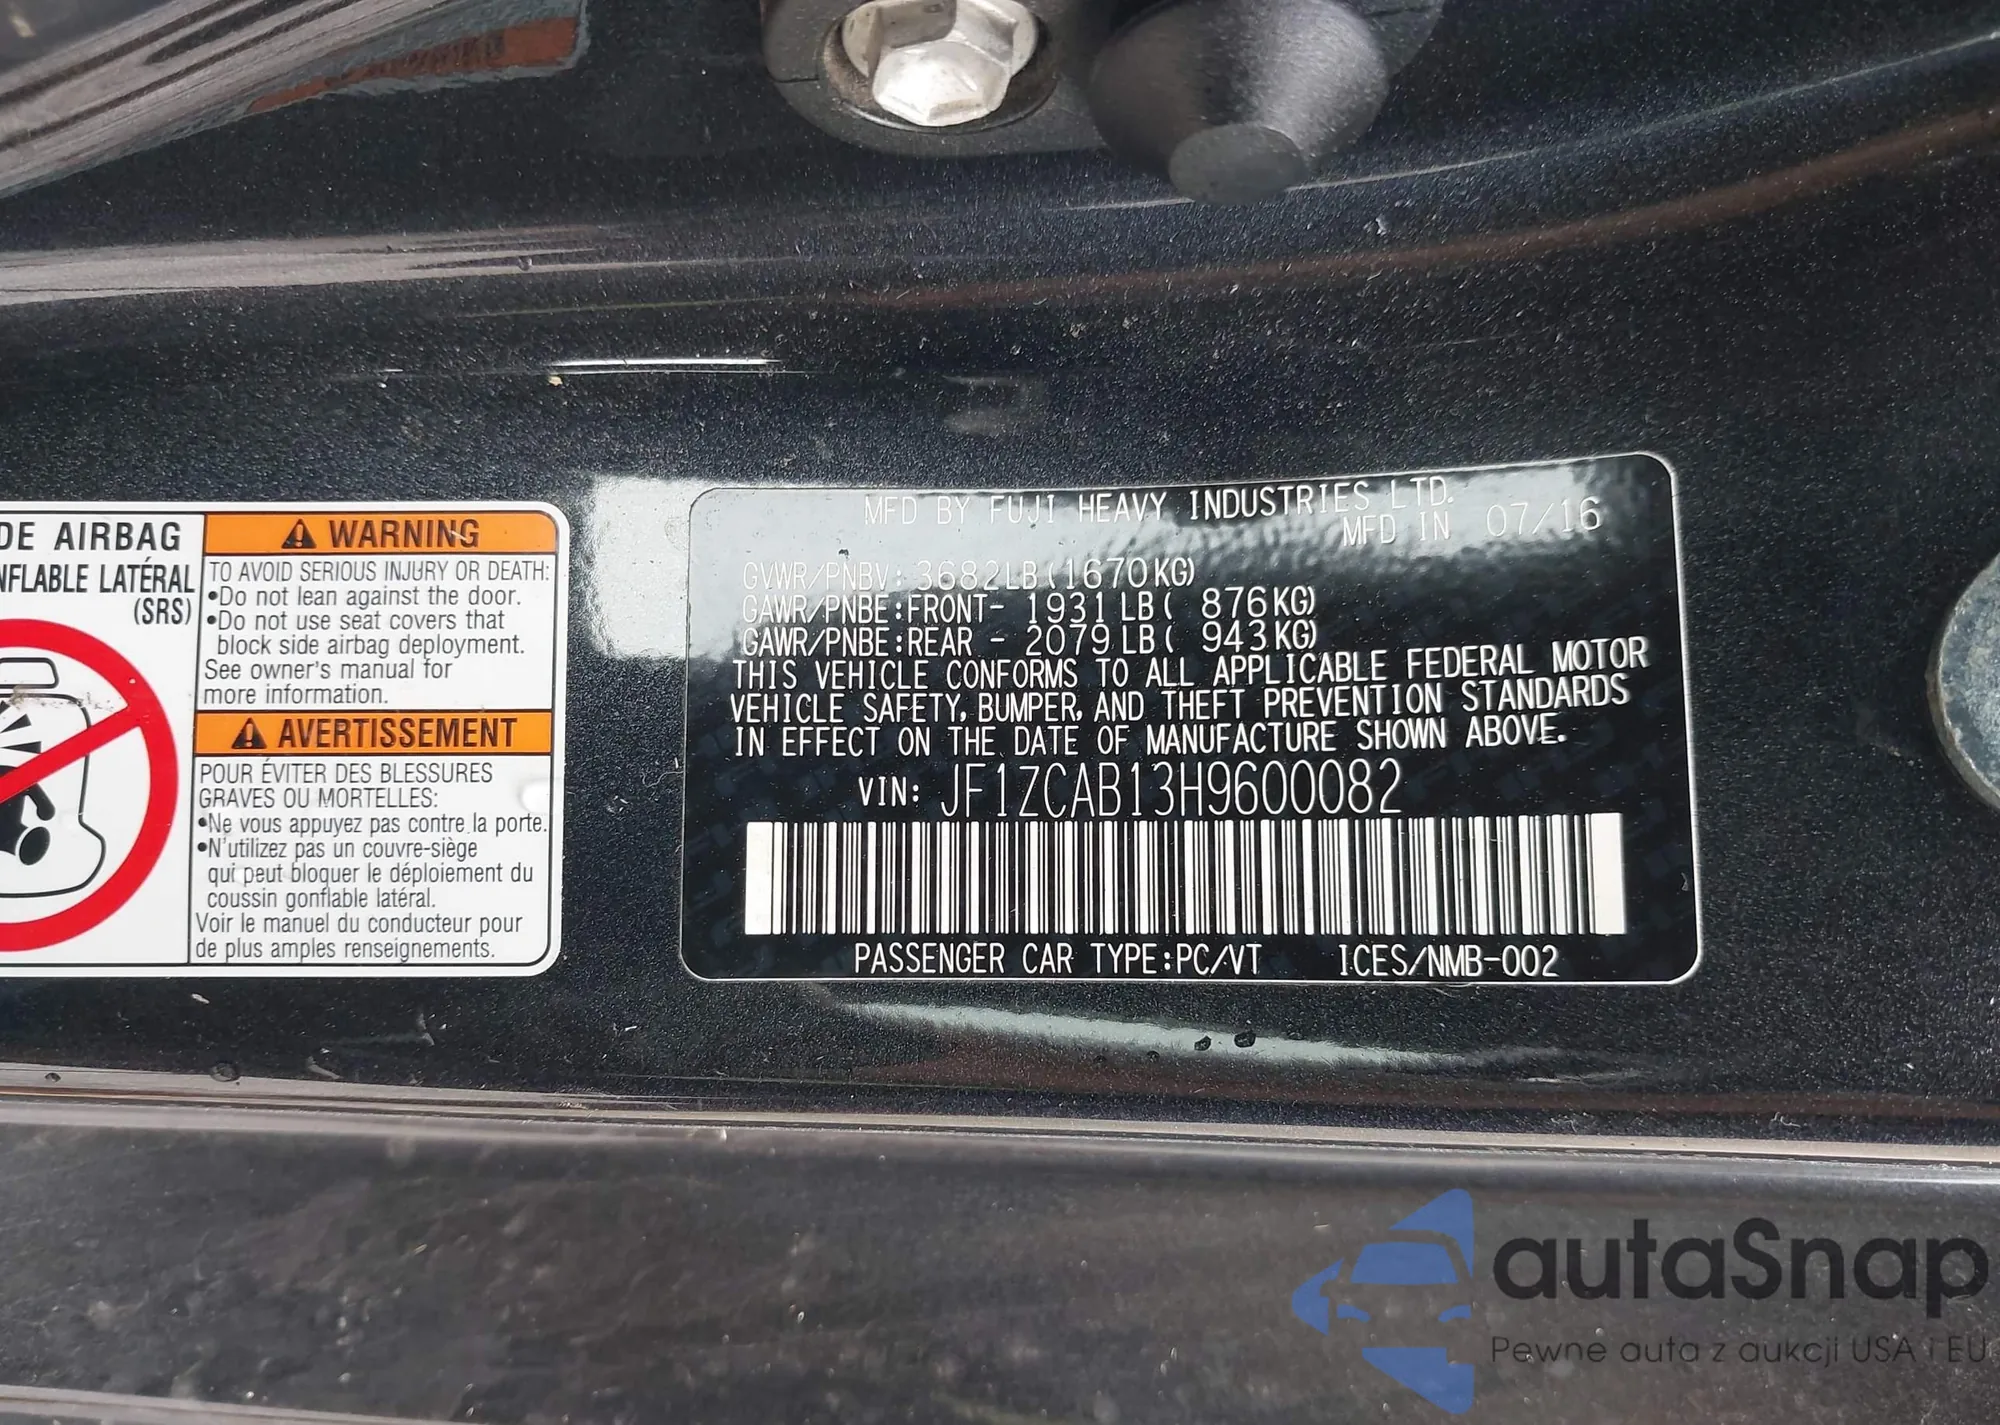 DE AIRBAG
NFLABLE LATÉRAL
(SRS)
WARNING
TO AVOID SERIOUS INJURY OR DEATH:
•Do not lean against the door.
•Do not use seat covers that
block side airbag deployment.
See owner's manual for
more information.
AVERTISSEMENT
POUR ÉVITER DES BLESSURES
GRAVES OU MORTELLES:
•Ne vous appuyez pas contre la porte.
•N'utilizez pas un couvre-siège
qui peut bloquer le déploiement du
coussin gonflable latéral.
Voir le manuel du conducteur pour
de plus amples renseignements.
MFD BY FUJI HEAVY INDUSTRIES LTD.
MFD IN 07/16
GVWR/PNBV: 3682LB(1670KG)
GAWR/PNBE:FRONT- 1931LB( 876KG)
GAWR/PNBE:REAR - 2079LB( 943KG)
THIS VEHICLE CONFORMS TO ALL APPLICABLE FEDERAL MOTOR
VEHICLE SAFETY, BUMPER, AND THEFT PREVENTION STANDARDS
IN EFFECT ON THE DATE OF MANUFACTURE SHOWN ABOVE.
VIN: JF1ZCAB13H9600082
PASSENGER CAR TYPE:PC/VT ICES/NMB-002
autaSnap
Pewne auta z aukcji USA i EU